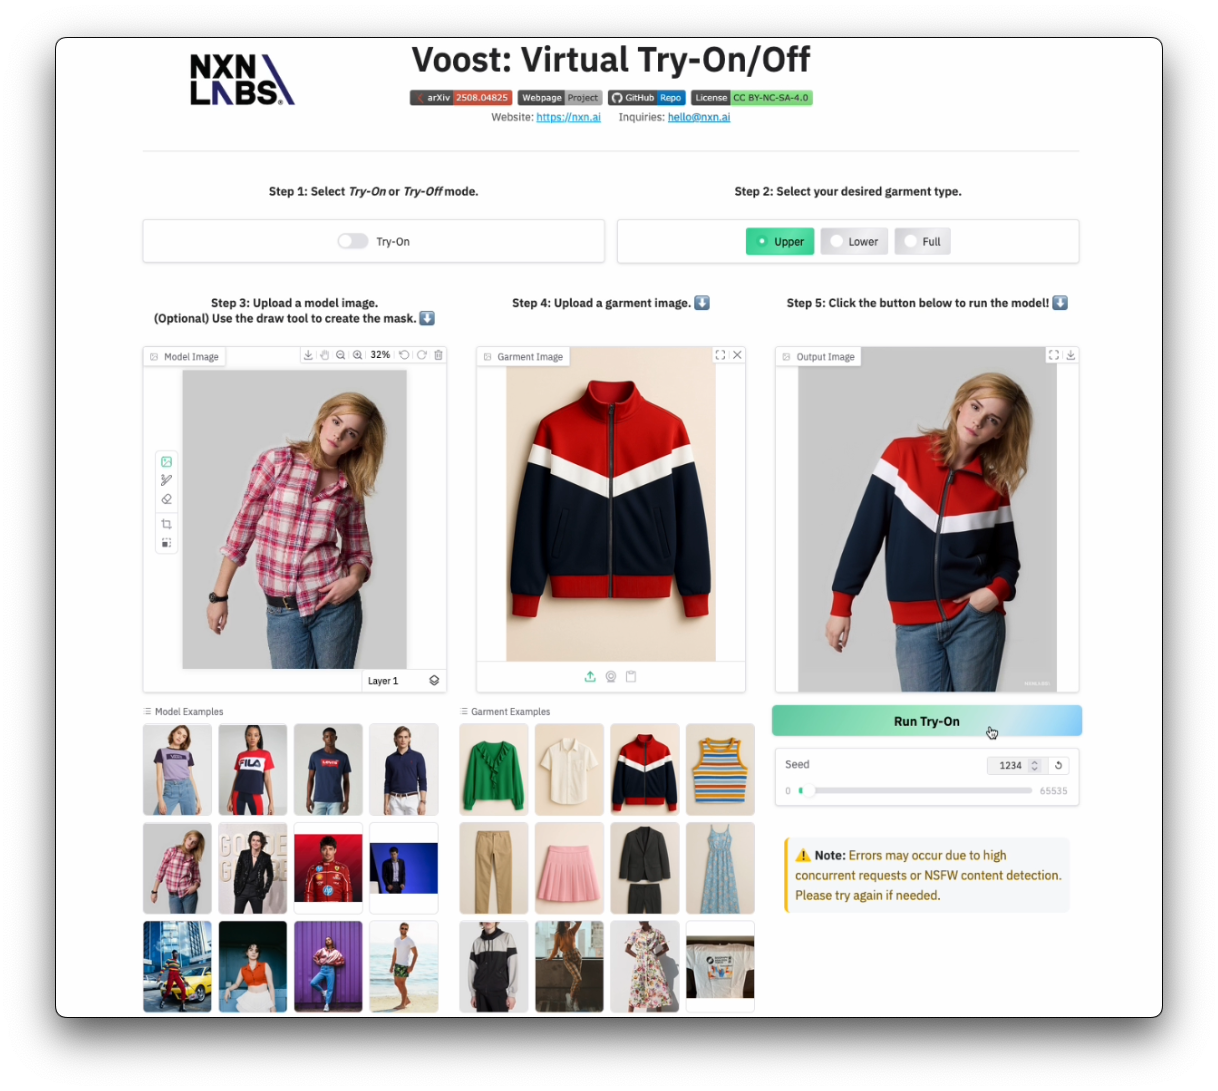 NXN
LABS®
Voost: Virtual Try-On/Off
arXiv 2508.04825 Webpage Project GitHub Repo License CC BY-NC-SA-4.0
Website: https://nxn.ai Inquiries: hello@nxn.ai
Step 1: Select Try-On or Try-Off mode.
Step 2: Select your desired garment type.
Try-On
Upper Lower Full
Step 3: Upload a model image.
(Optional) Use the draw tool to create the mask.
Step 4: Upload a garment image.
Step 5: Click the button below to run the model!
Model Image
32%
Garment Image
Output Image
Layer 1
Model Examples
Garment Examples
Run Try-On
Seed
1234
0 65535
FILA
Levi's
Note: Errors may occur due to high
concurrent requests or NSFW content detection.
Please try again if needed.